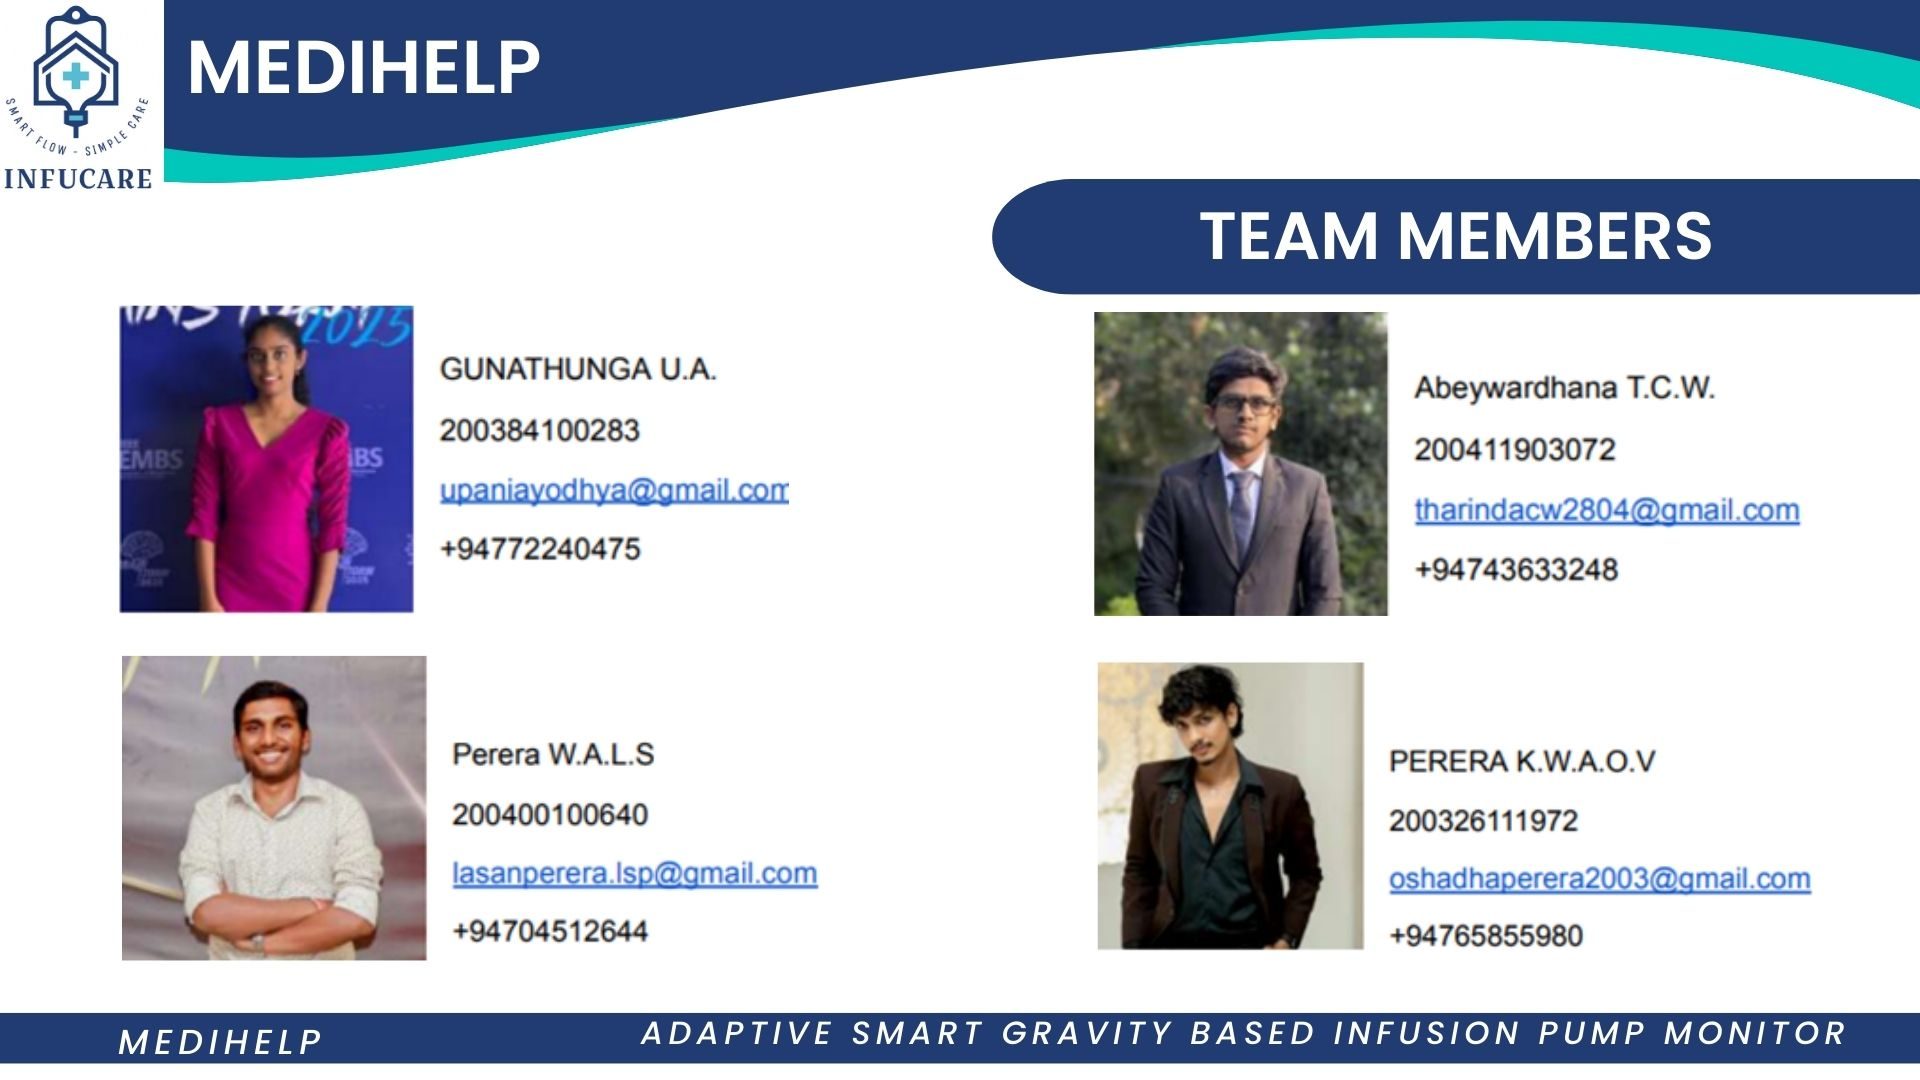 SMART FLOW - SIMPLE CARE
INFUCARE
MEDIHELP
TEAM MEMBERS
2025
EMBS
GUNATHUNGA U.A.
200384100283
upaniayodhya@gmail.com
+94772240475
Abeywardhana T.C.W.
200411903072
tharindacw2804@gmail.com
+94743633248
Perera W.A.L.S
200400100640
lasanperera.lsp@gmail.com
+94704512644
PERERA K.W.A.O.V
200326111972
oshadhaperera2003@gmail.com
+94765855980
MEDIHELP
ADAPTIVE SMART GRAVITY BASED INFUSION PUMP MONITOR